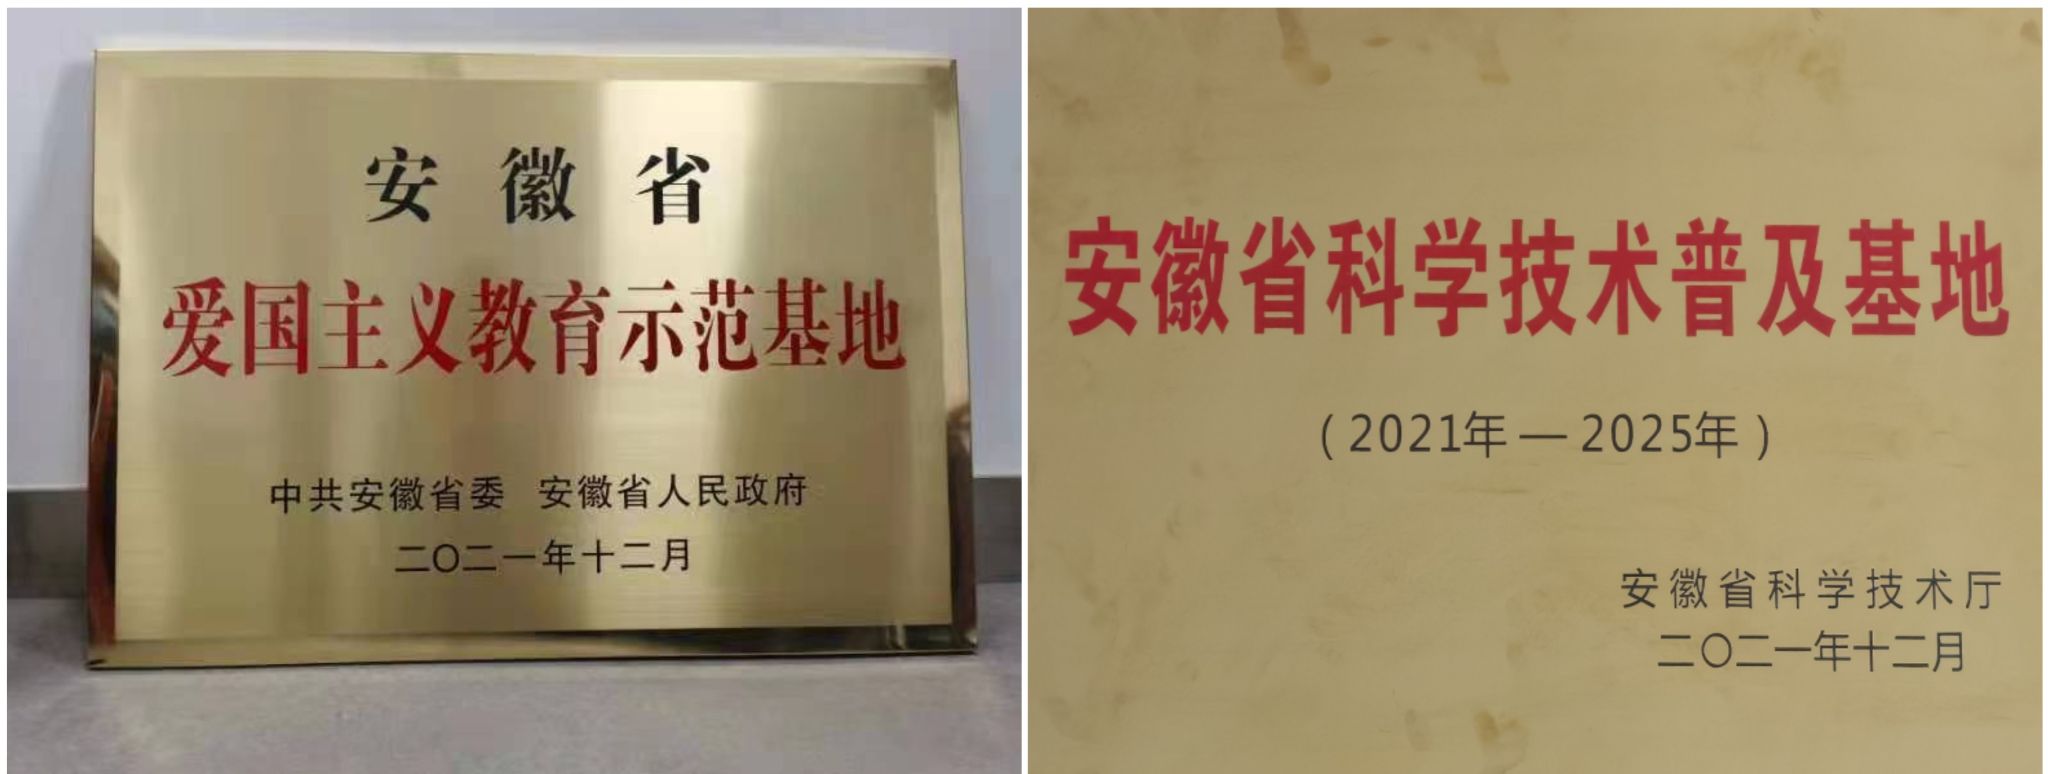 安徽省
爱国主义教育示范基地
中共安徽省委 安徽省人民政府
二〇二一年十二月
安徽省科学技术普及基地
（2021年—2025年）
安徽省科学技术厅
二〇二一年十二月